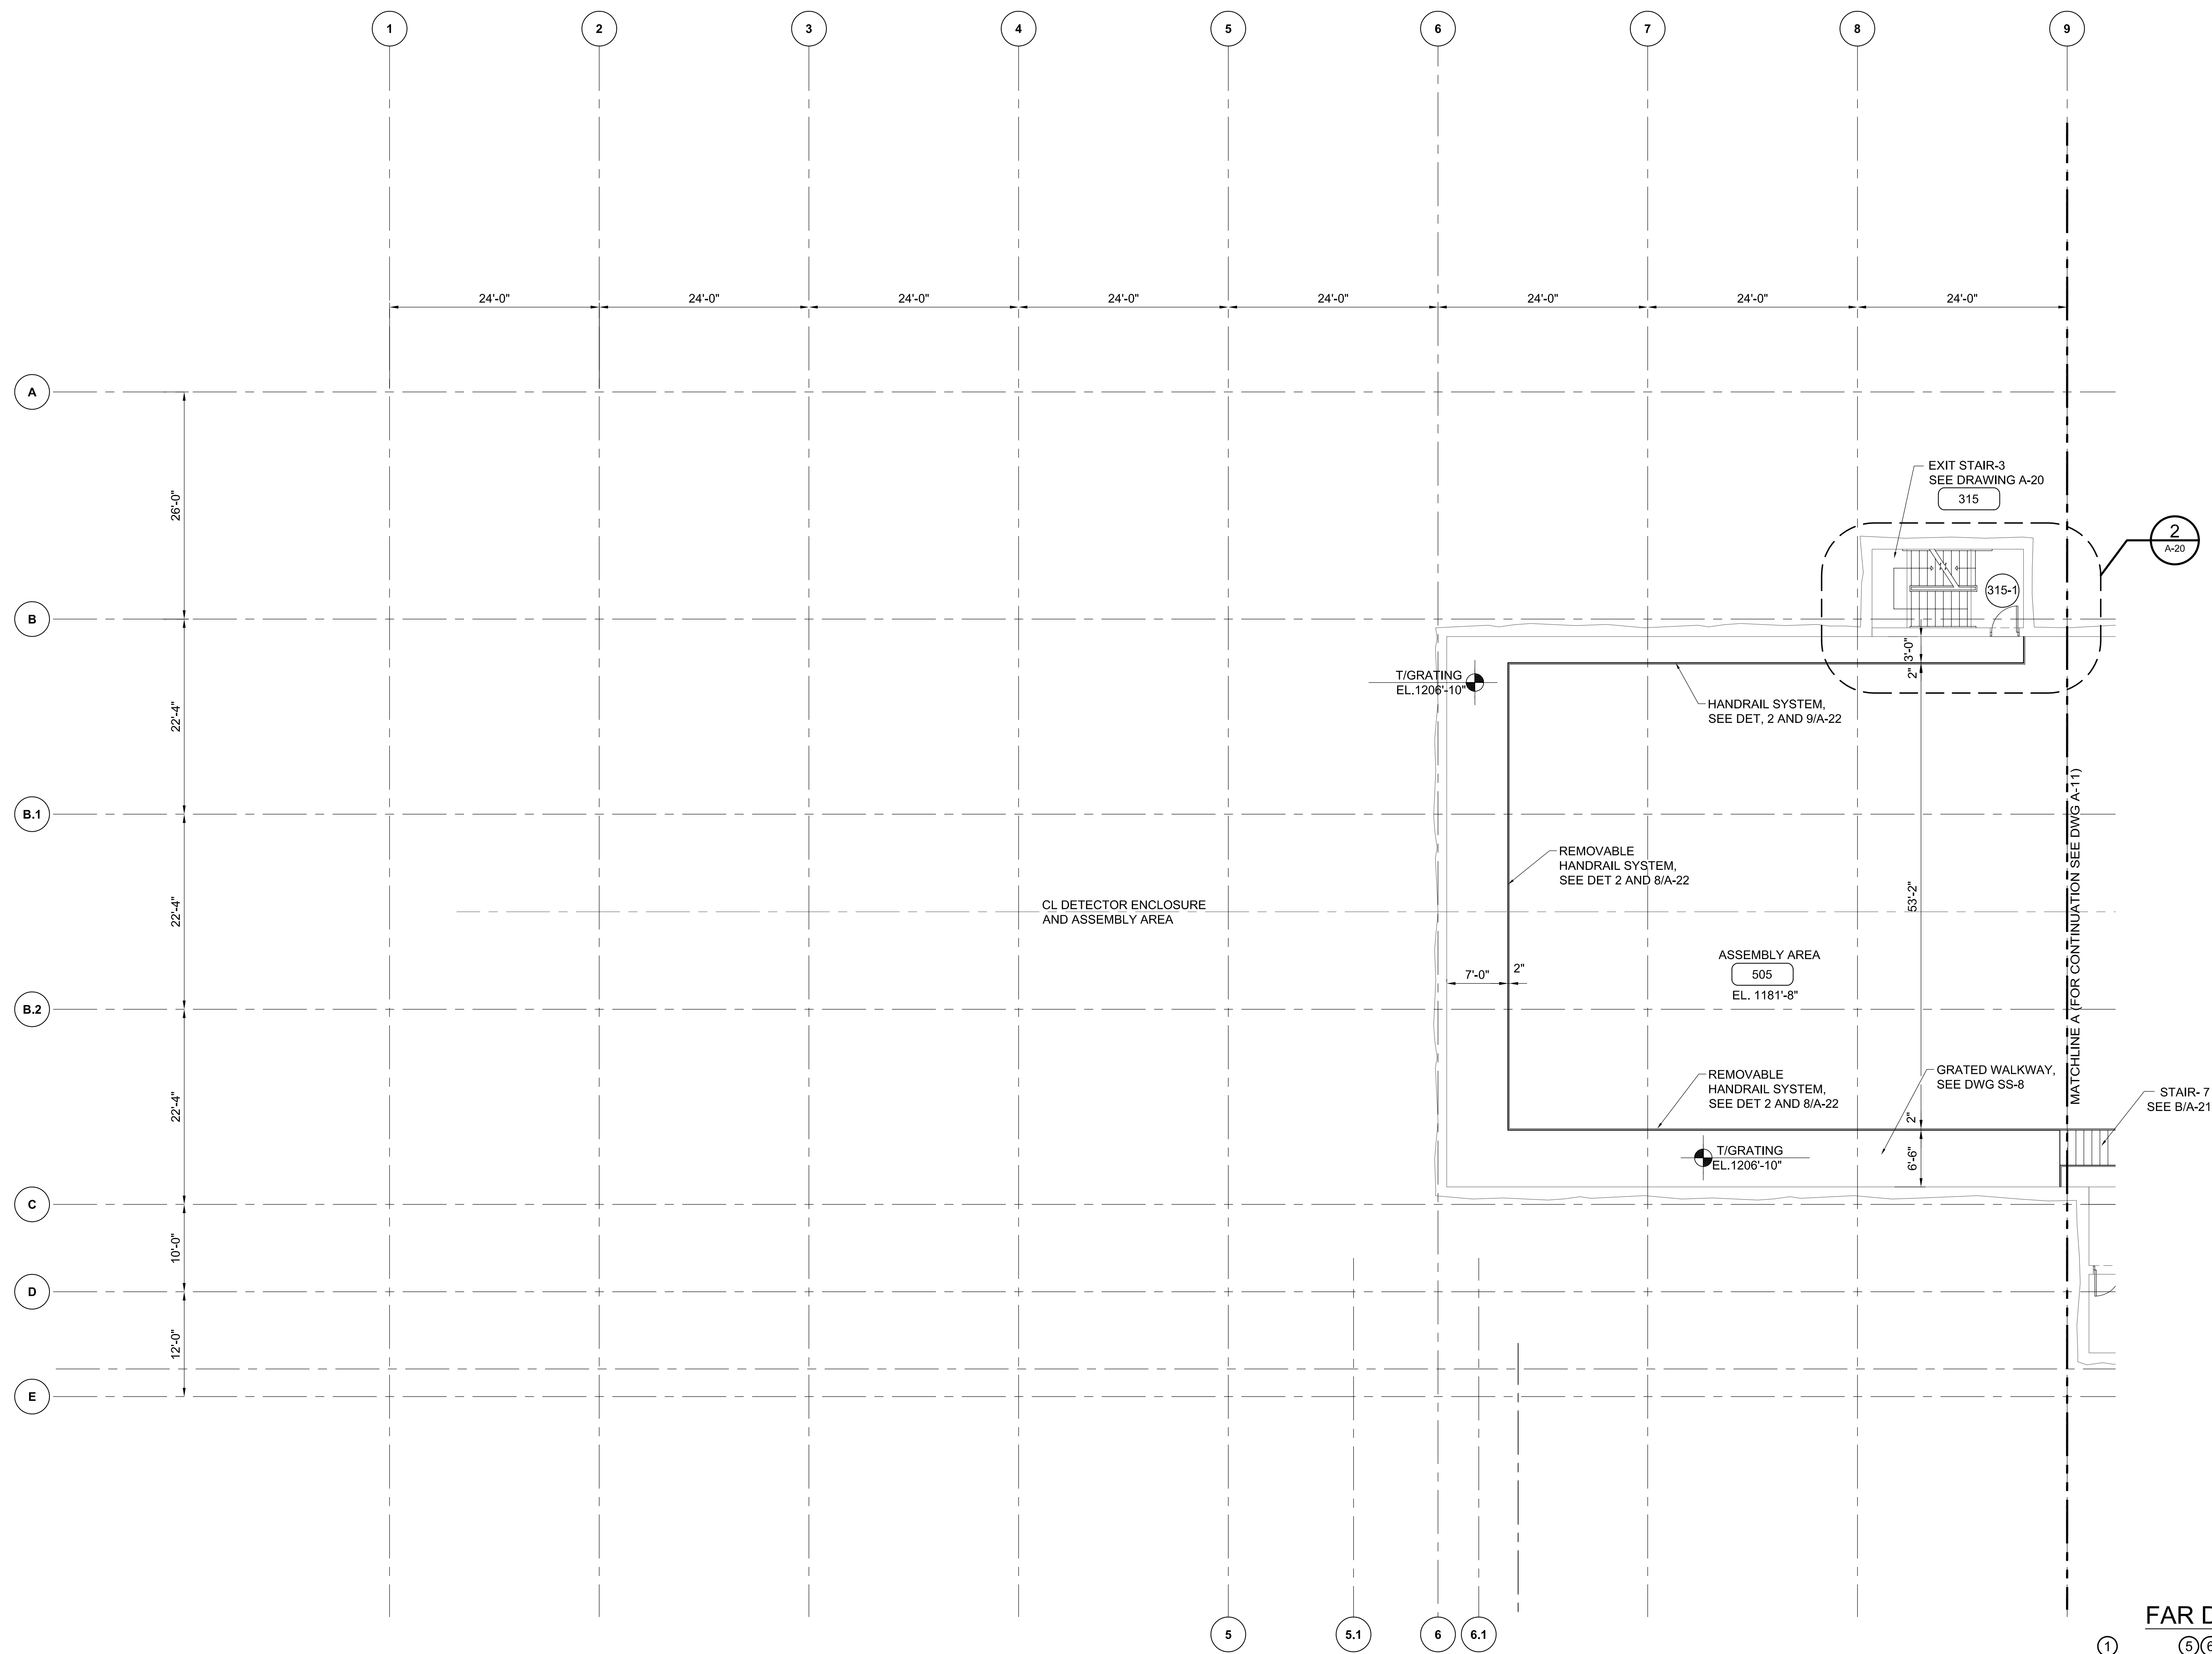 1
2
3
4
5
6
7
8
9
24'-0"
24'-0"
24'-0"
24'-0"
24'-0"
24'-0"
24'-0"
24'-0"
A
26'-0"
EXIT STAIR-3
SEE DRAWING A-20
315
2
A-20
315-1
B
3'-0"
2"
T/GRATING
EL.1206'-10"
HANDRAIL SYSTEM,
SEE DET, 2 AND 9/A-22
22'-4"
B.1
MATCHLINE A (FOR CONTINUATION SEE DWG A-11)
REMOVABLE
HANDRAIL SYSTEM,
SEE DET 2 AND 8/A-22
22'-4"
53'-2"
CL DETECTOR ENCLOSURE
AND ASSEMBLY AREA
ASSEMBLY AREA
505
EL. 1181'-8"
7'-0"
2"
B.2
22'-4"
REMOVABLE
HANDRAIL SYSTEM,
SEE DET 2 AND 8/A-22
GRATED WALKWAY,
SEE DWG SS-8
STAIR- 7
SEE B/A-21
2"
T/GRATING
EL.1206'-10"
6'-6"
C
10'-0"
D
12'-0"
E
5
5.1
6
6.1
FAR D
1
5
6